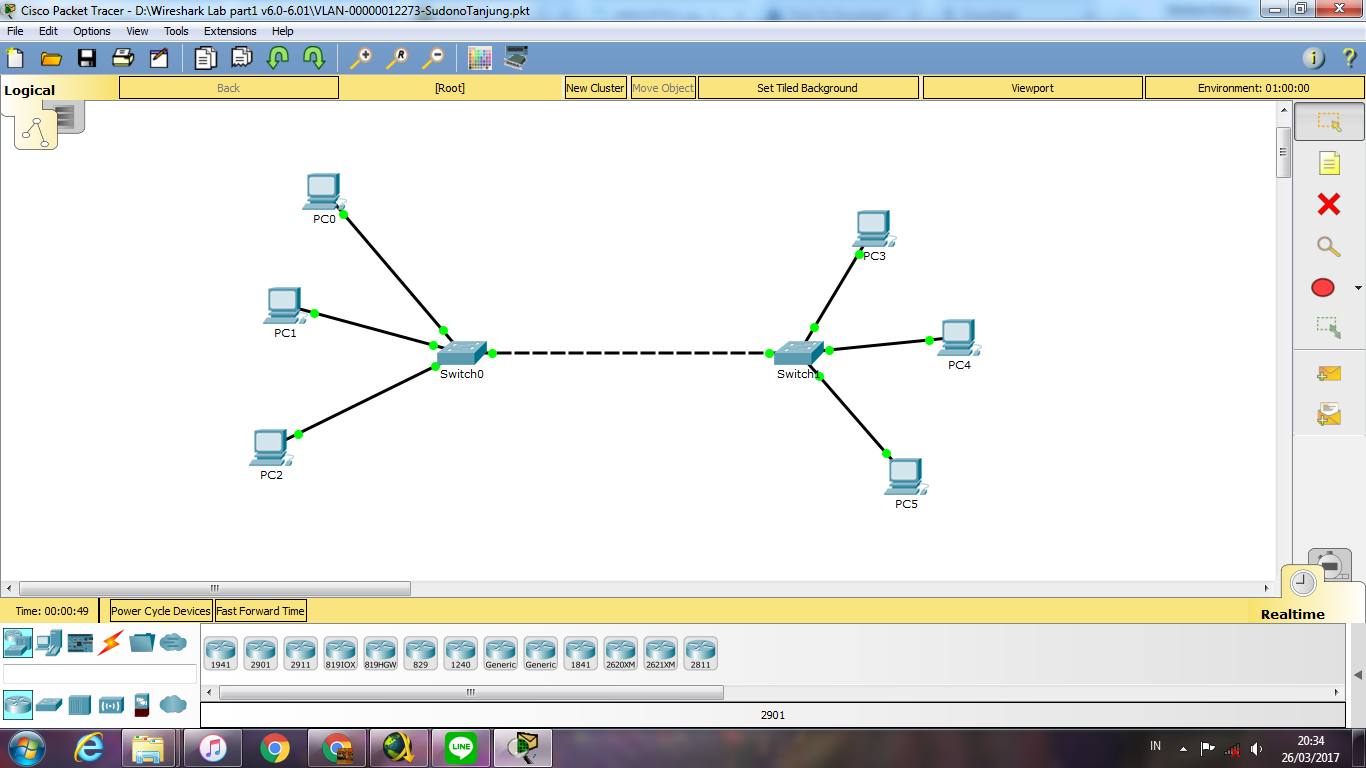 Cisco Packet Tracer - D:\Wireshark Lab part1 v6.0-6.01\VLAN-00000012273-SudonoTanjung.pkt
File Edit Options View Tools Extensions Help
Logical Back [Root] New Cluster Move Object Set Tiled Background Viewport Environment: 01:00:00
PC0
PC3
PC1
PC4
Switch0 Switch1
PC2
PC5
Time: 00:00:49 Power Cycle Devices Fast Forward Time Realtime
1941 2901 2911 819IOX 819HGW 829 1240 Generic Generic 1841 2620XM 2621XM 2811
2901
LINE
IN 20:34
26/03/2017